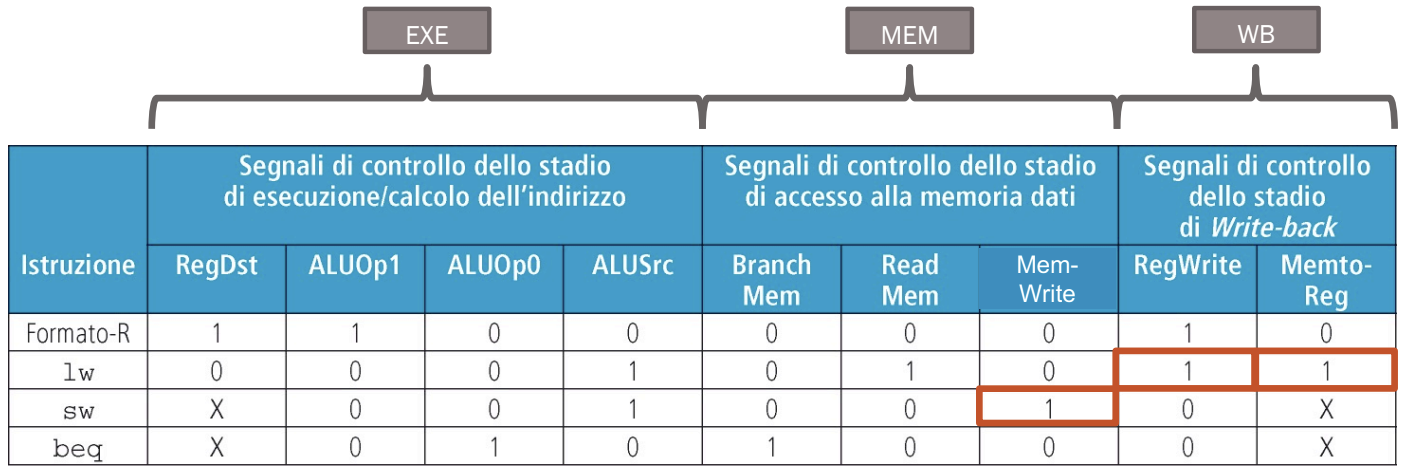 EXE MEM WB
Segnali di controllo dello stadio di esecuzione/calcolo dell'indirizzo
Segnali di controllo dello stadio di accesso alla memoria dati
Segnali di controllo dello stadio di Write-back
Istruzione RegDst ALUOp1 ALUOp0 ALUSrc Branch Mem Read Mem Mem-Write RegWrite Memto-Reg
Formato-R 1 1 0 0 0 0 0 1 0
lw 0 0 0 1 0 1 0 1 1
sw X 0 0 1 0 0 1 0 X
beq X 0 1 0 1 0 0 0 X